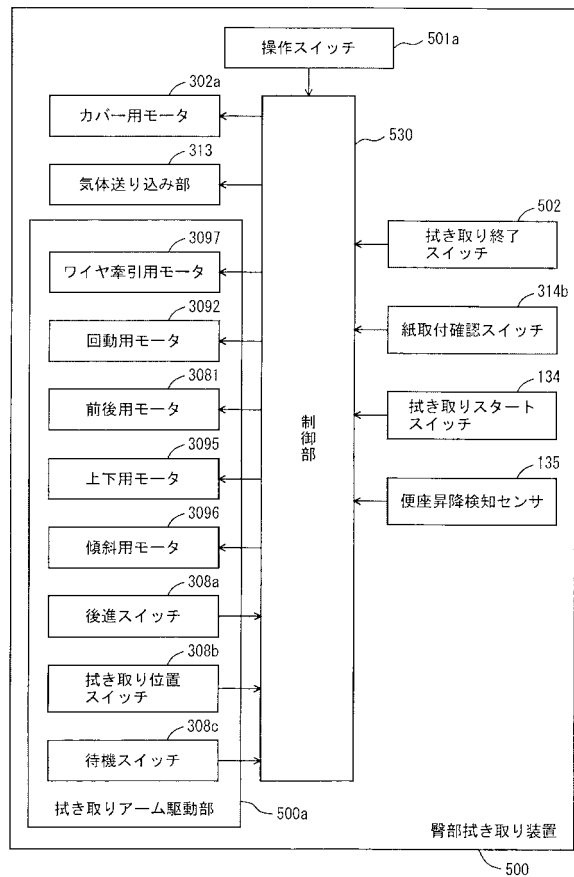 操作スイッチ
501a
302a
カバー用モータ
530
313
気体送り込み部
502
拭き取り終了
スイッチ
3097
ワイヤ牽引用モータ
314b
紙取付確認スイッチ
3092
回動用モータ
134
拭き取りスタート
スイッチ
3081
前後用モータ
制御部
3095
上下用モータ
135
便座昇降検知センサ
3096
傾斜用モータ
308a
後進スイッチ
308b
拭き取り位置
スイッチ
308c
待機スイッチ
拭き取りアーム駆動部
500a
臀部拭き取り装置
500